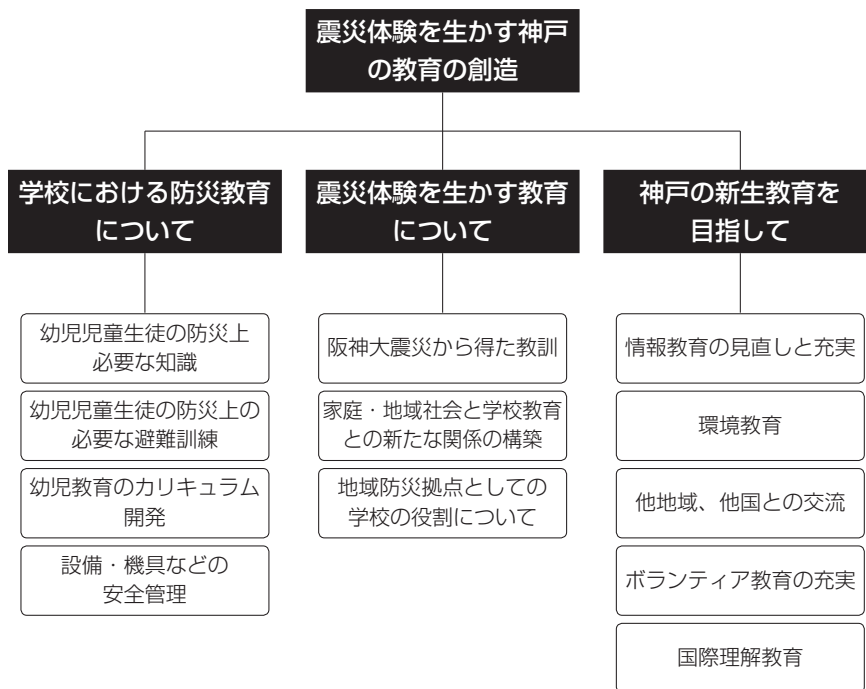 震災体験を生かす神戸
の教育の創造
学校における防災教育
について
幼児児童生徒の防災上
必要な知識
幼児児童生徒の防災上の
必要な避難訓練
幼児教育のカリキュラム
開発
設備・機具などの
安全管理
震災体験を生かす教育
について
阪神大震災から得た教訓
家庭・地域社会と学校教育
との新たな関係の構築
地域防災拠点としての
学校の役割について
神戸の新生教育を
目指して
情報教育の見直しと充実
環境教育
他地域、他国との交流
ボランティア教育の充実
国際理解教育